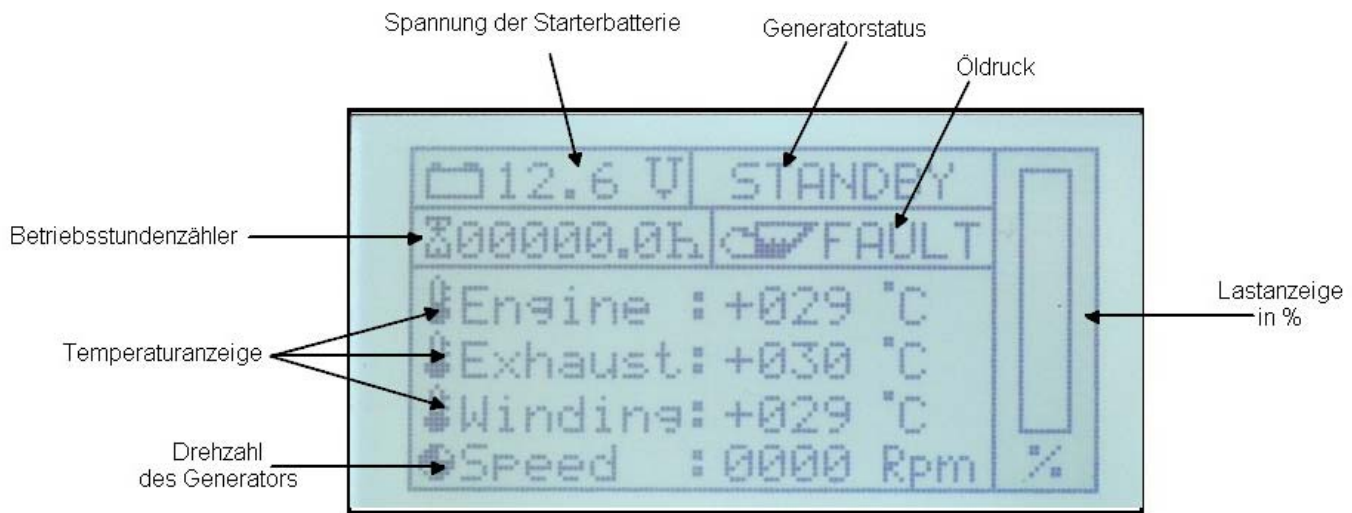 Spannung der Starterbatterie
Generatorstatus
Öldruck
12.6 V
STANDBY
Betriebsstundenzähler
00000.0h
FAULT
Engine : +029 °C
Lastanzeige
in %
Temperaturanzeige
Exhaust: +030 °C
Winding: +029 °C
Drehzahl
des Generators
Speed : 0000 Rpm
%